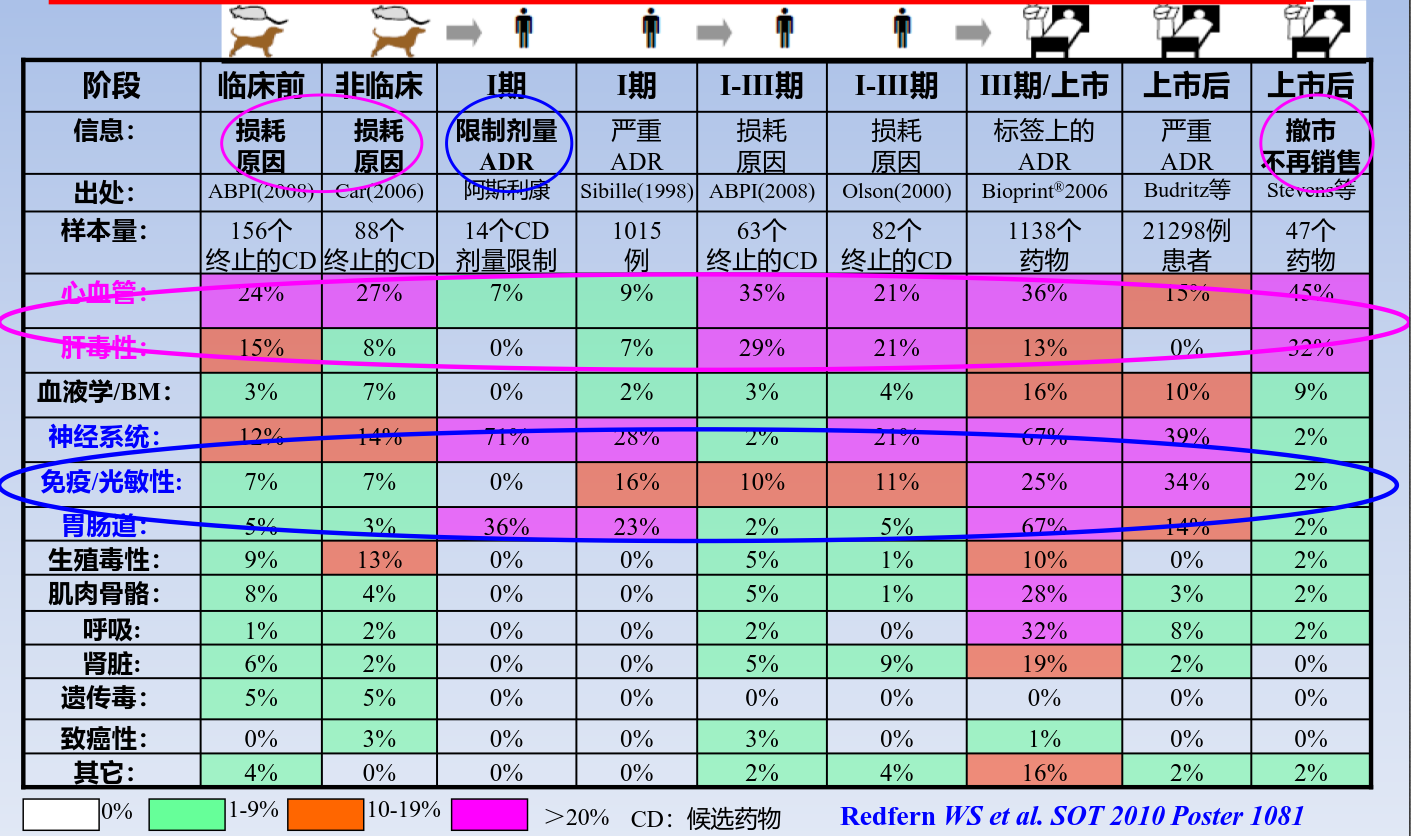 阶段 临床前 非临床 I期 I期 I-III期 I-III期 III期/上市 上市后 上市后
信息： 损耗 损耗 限制剂量 严重 损耗 损耗 标签上的 严重 撤市
原因 原因 ADR ADR 原因 原因 ADR ADR 不再销售
出处： ABPI(2008) Car(2006) 阿斯利康 Sibille(1998) ABPI(2008) Olson(2000) Bioprint®2006 Budritz等 Stevens等
样本量： 156个 88个 14个CD 1015 63个 82个 1138个 21298例 47个
终止的CD 终止的CD 剂量限制 例 终止的CD 终止的CD 药物 患者 药物
心血管： 24% 27% 7% 9% 35% 21% 36% 15% 45%
肝毒性： 15% 8% 0% 7% 29% 21% 13% 0% 32%
血液学/BM： 3% 7% 0% 2% 3% 4% 16% 10% 9%
神经系统： 12% 14% 71% 28% 2% 21% 67% 39% 2%
免疫/光敏性: 7% 7% 0% 16% 10% 11% 25% 34% 2%
胃肠道： 5% 3% 36% 23% 2% 5% 67% 14% 2%
生殖毒性： 9% 13% 0% 0% 5% 1% 10% 0% 2%
肌肉骨骼： 8% 4% 0% 0% 5% 1% 28% 3% 2%
呼吸: 1% 2% 0% 0% 2% 0% 32% 8% 2%
肾脏: 6% 2% 0% 0% 5% 9% 19% 2% 0%
遗传毒： 5% 5% 0% 0% 0% 0% 0% 0% 0%
致癌性: 0% 3% 0% 0% 3% 0% 1% 0% 0%
其它： 4% 0% 0% 0% 2% 4% 16% 2% 2%
0% 1-9% 10-19% ＞20% CD：候选药物 Redfern WS et al. SOT 2010 Poster 1081